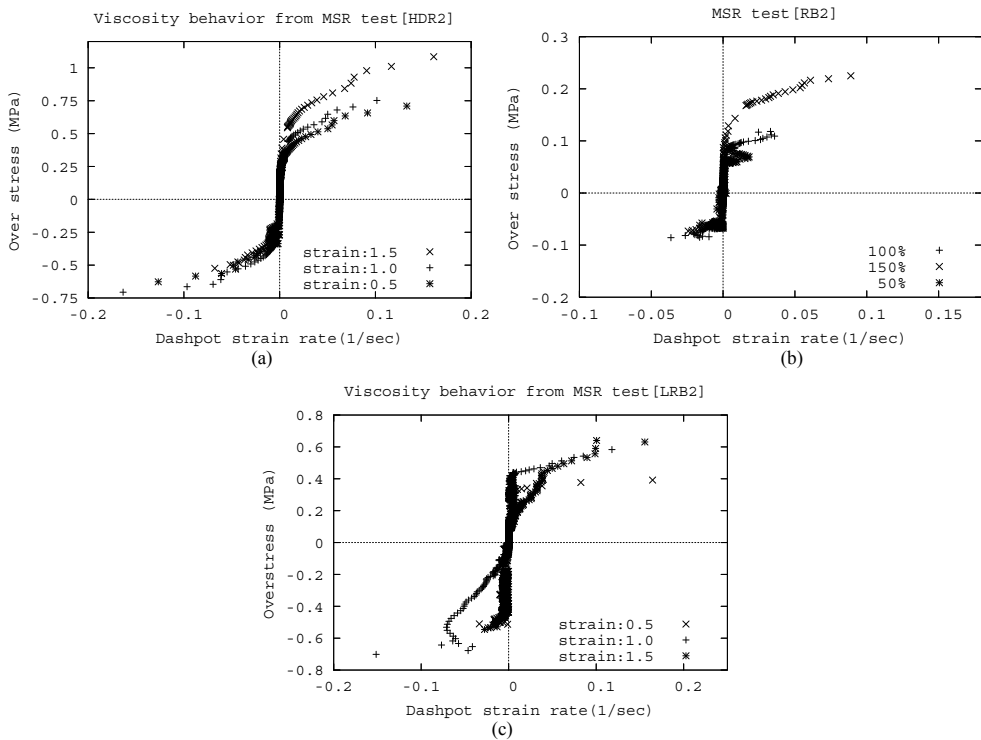 Viscosity behavior from MSR test[HDR2]
1
0.75
0.5
0.25
0
-0.25
-0.5
-0.75
Over stress (MPa)
strain:1.5
strain:1.0
strain:0.5
-0.2
-0.1
0
0.1
0.2
Dashpot strain rate(1/sec)
(a)
MSR test[RB2]
0.3
0.2
0.1
0
-0.1
-0.2
Over stress (MPa)
100%
150%
50%
-0.1
-0.05
0
0.05
0.1
0.15
Dashpot strain rate(1/sec)
(b)
Viscosity behavior from MSR test[LRB2]
0.8
0.6
0.4
0.2
0
-0.2
-0.4
-0.6
-0.8
Overstress (MPa)
strain:0.5
strain:1.0
strain:1.5
-0.2
-0.1
0
0.1
0.2
Dashpot strain rate(1/sec)
(c)